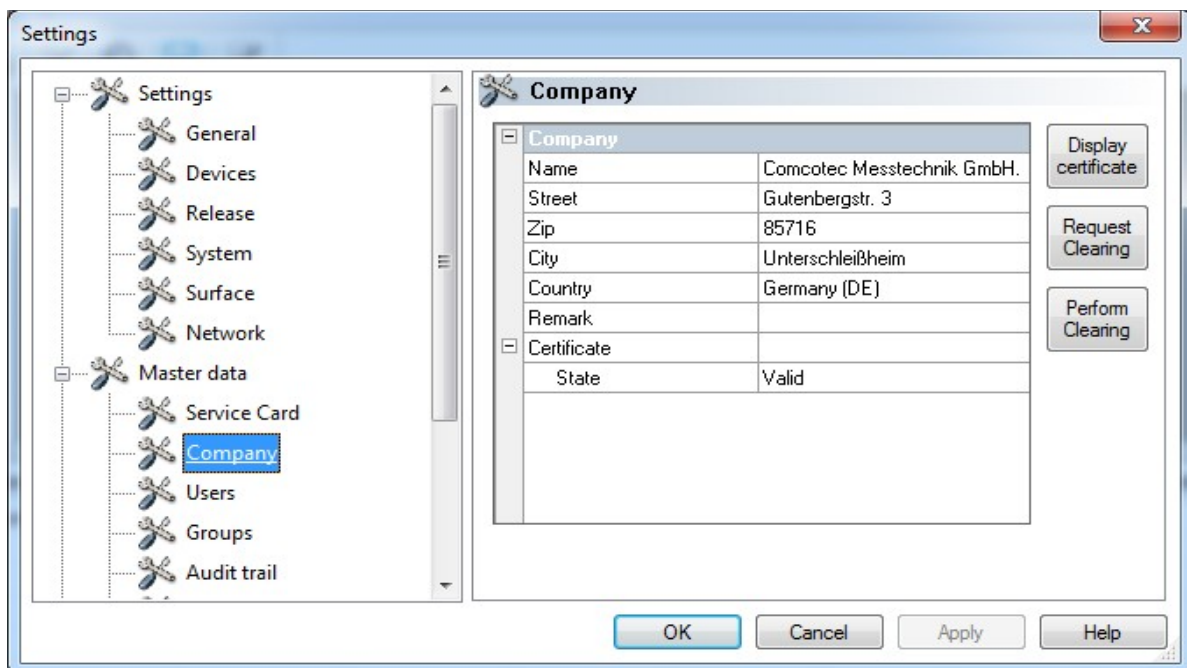 Settings
Settings
General
Devices
Release
System
Surface
Network
Master data
Service Card
Company
Users
Groups
Audit trail
Company
Company
Name Comcotec Messtechnik GmbH.
Street Gutenbergstr. 3
Zip 85716
City Unterschleißheim
Country Germany (DE)
Remark
Certificate
State Valid
Display
certificate
Request
Clearing
Perform
Clearing
OK Cancel Apply Help